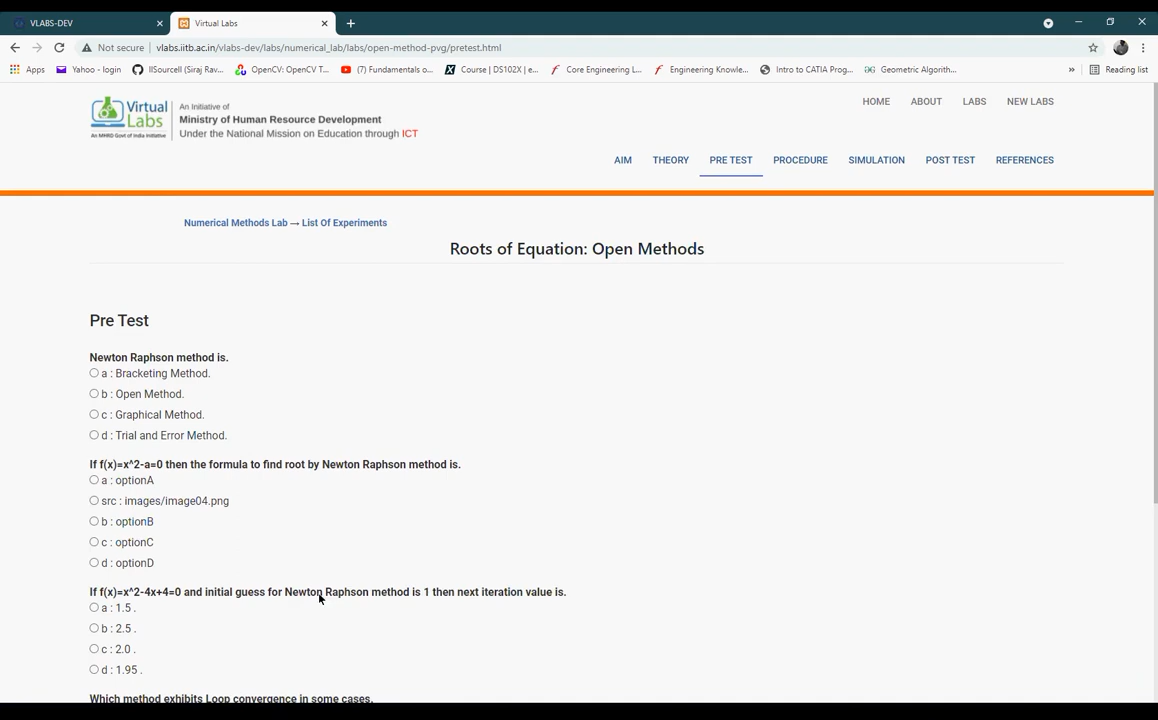 VLABS-DEV
Virtual Labs
Not secure | vlabs.iitb.ac.in/vlabs-dev/labs/numerical_lab/labs/open-method-pvg/pretest.html
Apps Yahoo - login IISourcell (Siraj Rav... OpenCV: OpenCV T... (7) Fundamentals o... Course | DS102X | e... Core Engineering L... Engineering Knowle... Intro to CATIA Prog... Geometric Algorith... » Reading list
Virtual Labs
An MHRD Govt of India Initiative
An Initiative of
Ministry of Human Resource Development
Under the National Mission on Education through ICT
HOME ABOUT LABS NEW LABS
AIM THEORY PRE TEST PROCEDURE SIMULATION POST TEST REFERENCES
Numerical Methods Lab → List Of Experiments
Roots of Equation: Open Methods
Pre Test
Newton Raphson method is.
a : Bracketing Method.
b : Open Method.
c : Graphical Method.
d : Trial and Error Method.
If f(x)=x^2-a=0 then the formula to find root by Newton Raphson method is.
a : optionA
src : images/image04.png
b : optionB
c : optionC
d : optionD
If f(x)=x^2-4x+4=0 and initial guess for Newton Raphson method is 1 then next iteration value is.
a : 1.5 .
b : 2.5 .
c : 2.0 .
d : 1.95 .
Which method exhibits Loop convergence in some cases.